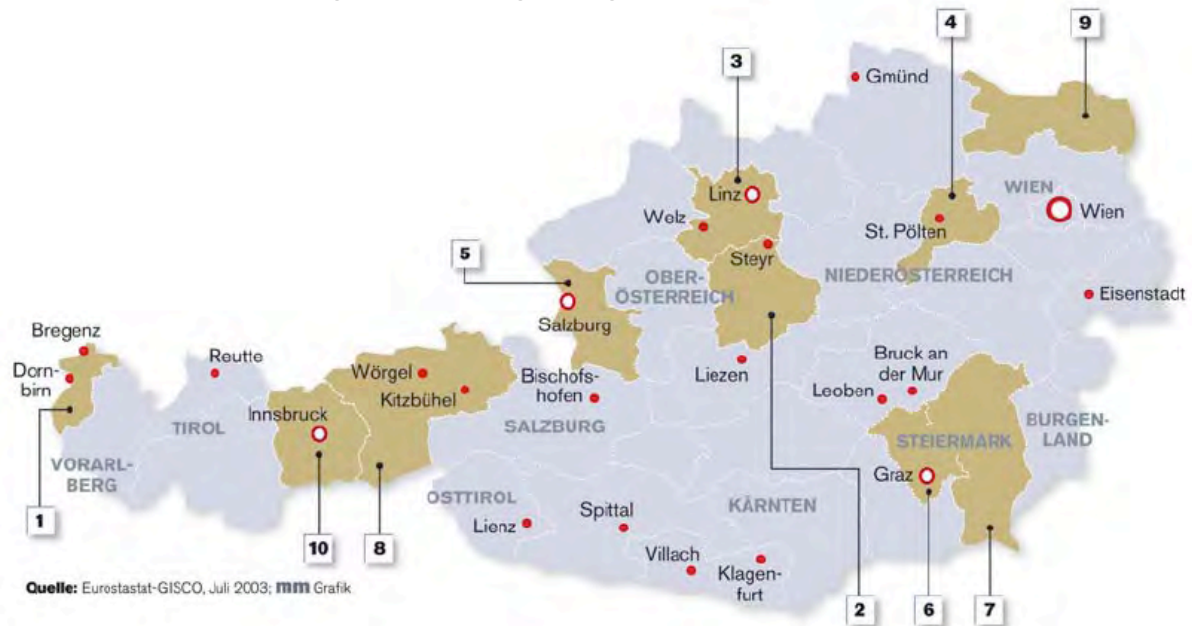 4
9
3
Gmünd
Linz
WIEN
Wien
Welz
St. Pölten
Steyr
5
OBER-
ÖSTERREICH
NIEDERÖSTERREICH
Eisenstadt
Salzburg
Bregenz
Reutte
Dorn-
birn
Wörgel
Kitzbühel
Bischofs-
hofen
Liezen
Bruck an
der Mur
Leoben
Innsbruck
TIROL
SALZBURG
STEIERMARK
BURGEN-
LAND
VORARL-
BERG
Graz
OSTTIROL
KÄRNTEN
Lienz
Spittal
1
10
8
Villach
Klagen-
furt
Quelle: Eurostastat-GISCO, Juli 2003; mm Grafik
2
6
7